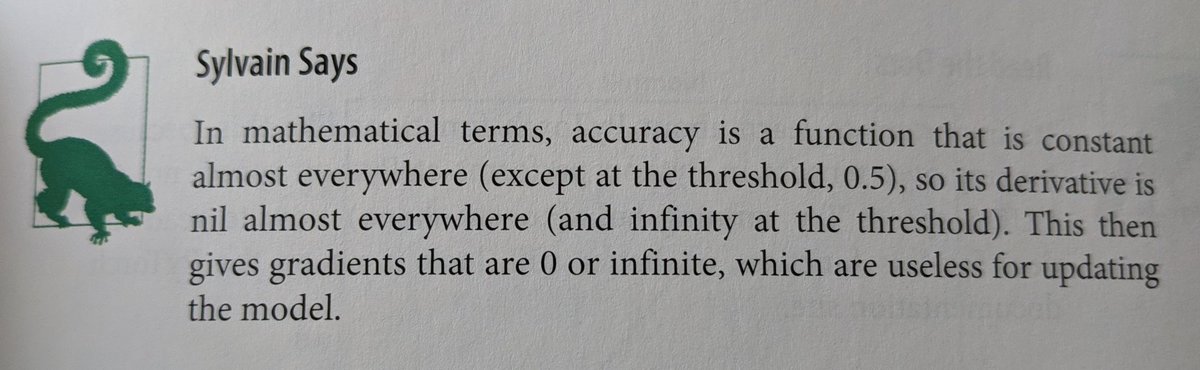 Sylvain Says
In mathematical terms, accuracy is a function that is constant
almost everywhere (except at the threshold, 0.5), so its derivative is
nil almost everywhere (and infinity at the threshold). This then
gives gradients that are 0 or infinite, which are useless for updating
the model.